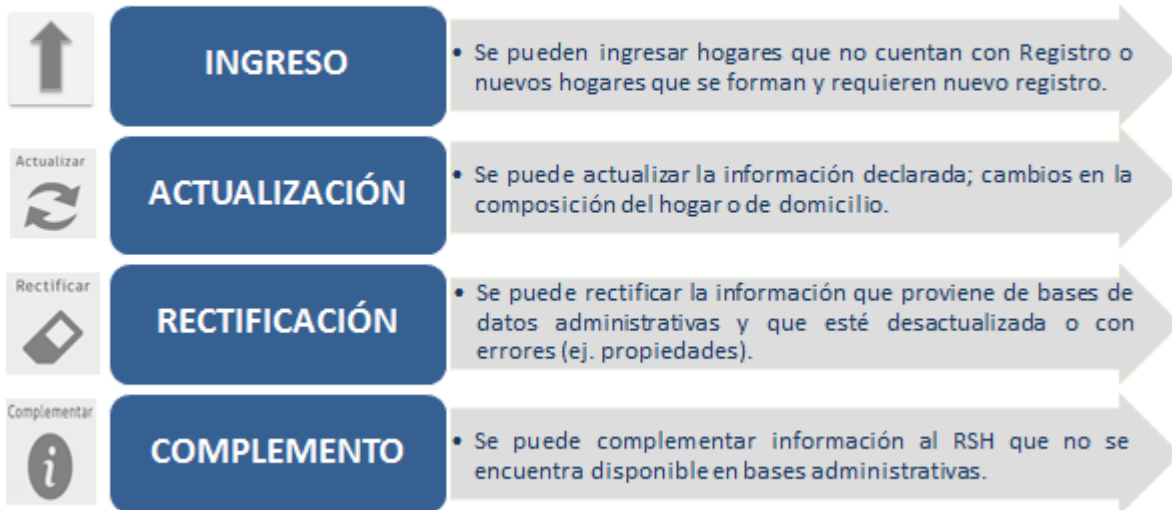 INGRESO
• Se pueden ingresar hogares que no cuentan con Registro o
nuevos hogares que se forman y requieren nuevo registro.
Actualizar
ACTUALIZACIÓN
• Se puede actualizar la información declarada; cambios en la
composición del hogar o de domicilio.
Rectificar
RECTIFICACIÓN
• Se puede rectificar la información que proviene de bases de
datos administrativas y que esté desactualizada o con
errores (ej. propiedades).
Complementar
i
COMPLEMENTO
• Se puede complementar información al RSH que no se
encuentra disponible en bases administrativas.